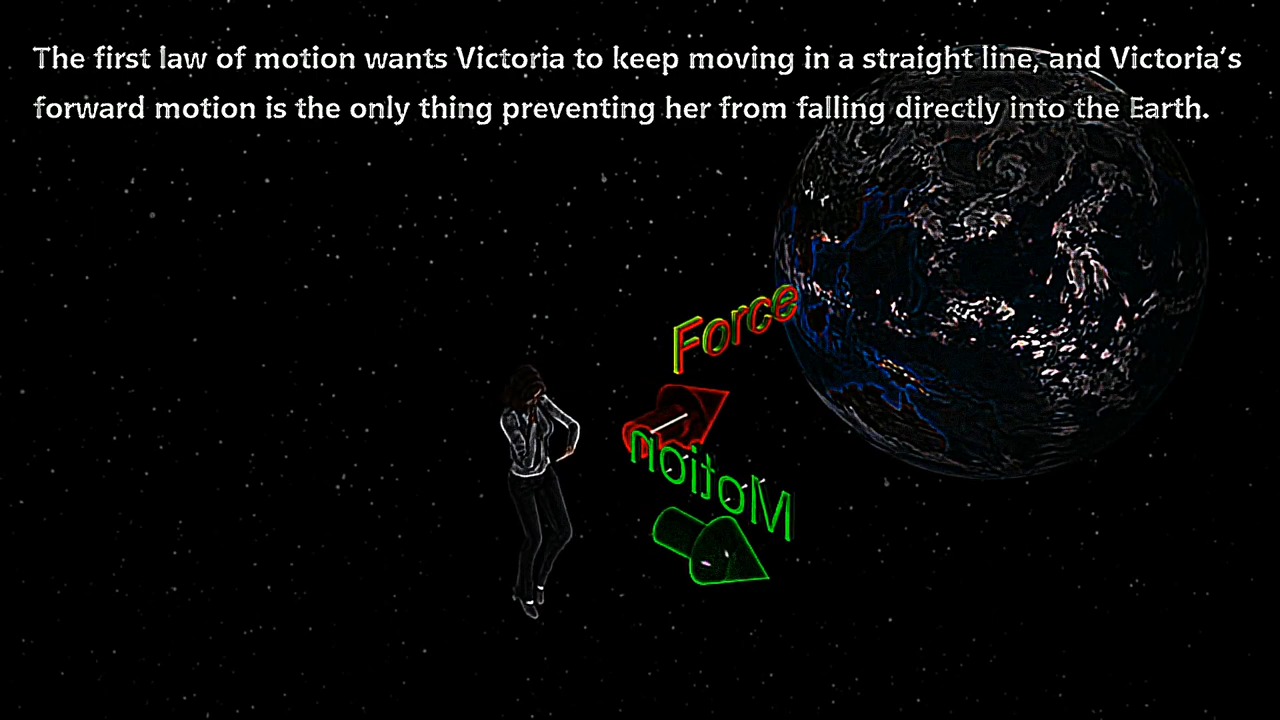 The first law of motion wants Victoria to keep moving in a straight line, and Victoria's
forward motion is the only thing preventing her from falling directly into the Earth.
Force
Motion